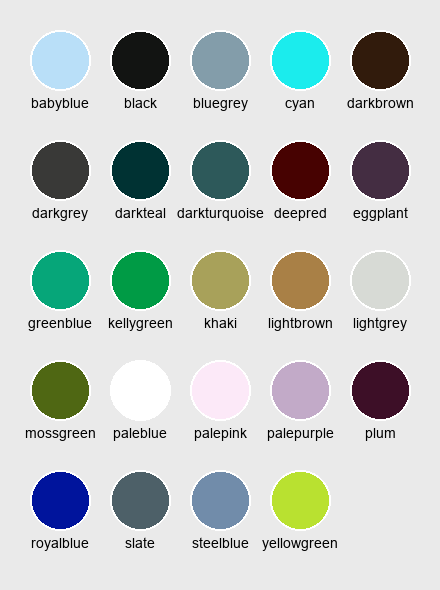 babyblue black bluegrey cyan darkbrown
darkgrey darkteal darkturquoise deepred eggplant
greenblue kellygreen khaki lightbrown lightgrey
mossgreen paleblue palepink palepurple plum
royalblue slate steelblue yellowgreen